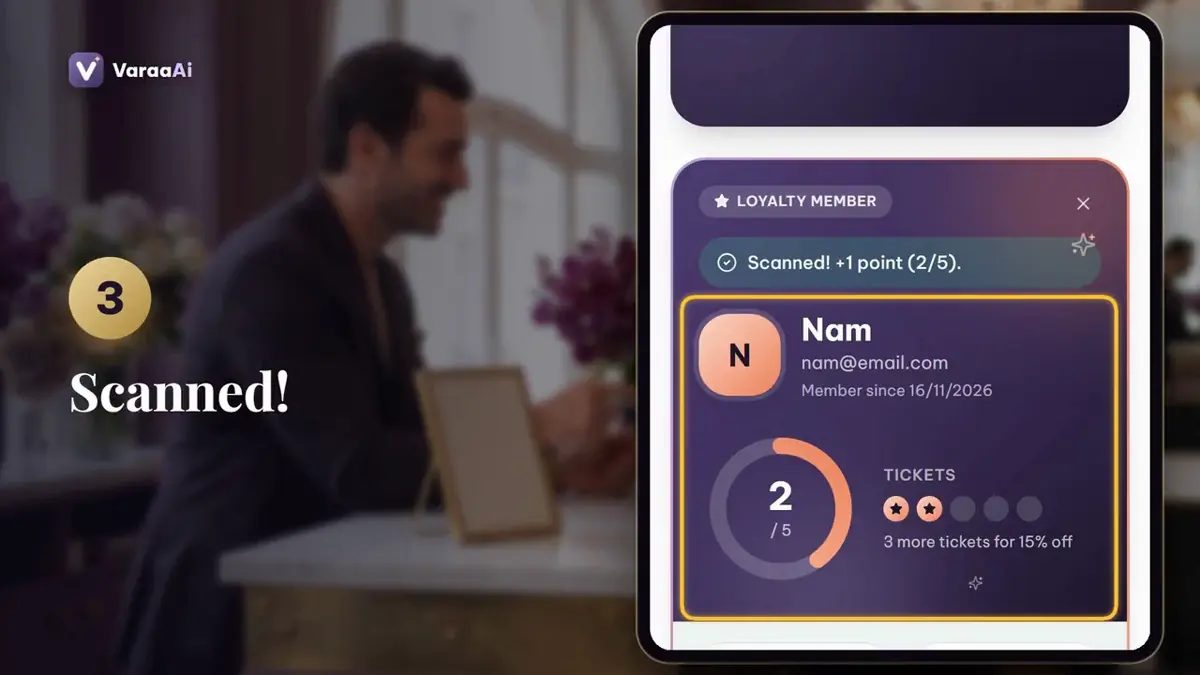 VaraaAi
3
Scanned!
LOYALTY MEMBER
Scanned! +1 point (2/5).
N
Nam
nam@email.com
Member since 16/11/2026
2
/ 5
TICKETS
3 more tickets for 15% off